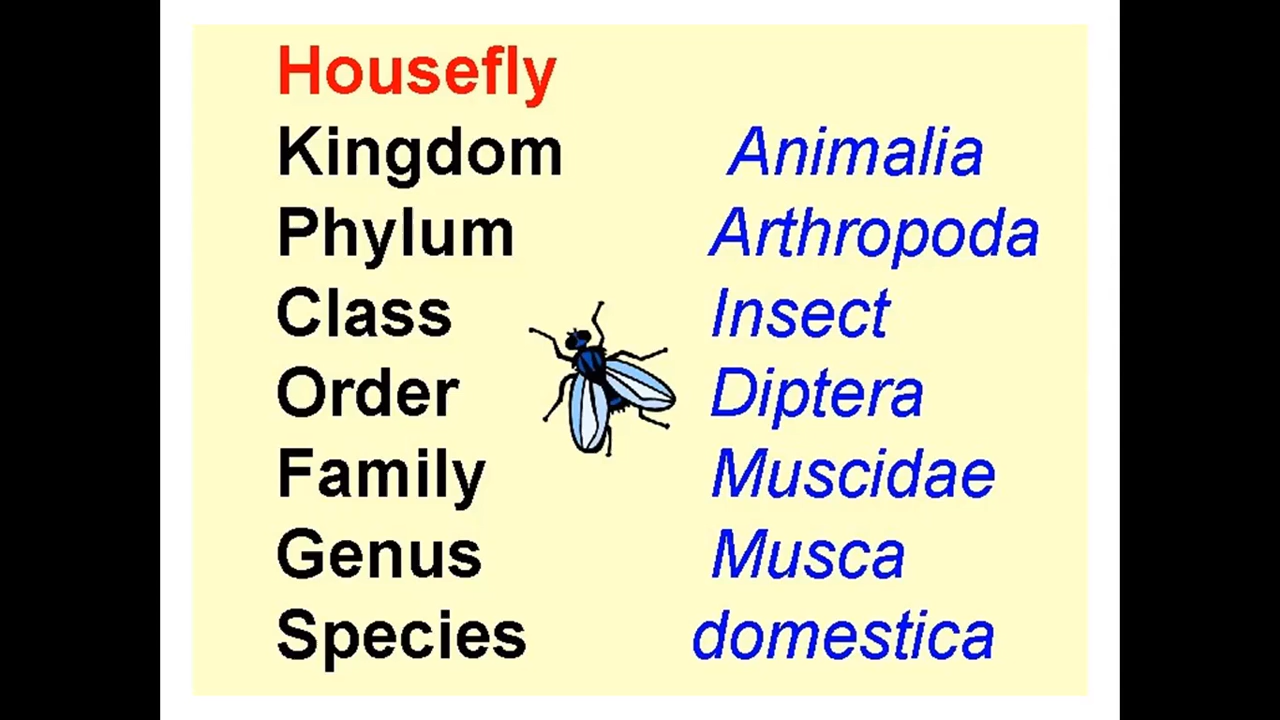 Housefly
Kingdom Animalia
Phylum Arthropoda
Class Insect
Order Diptera
Family Muscidae
Genus Musca
Species domestica